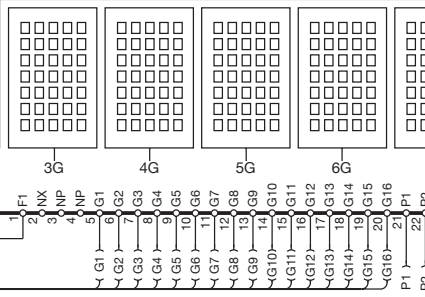 3G 4G 5G 6G
F1 NX NP NP G1 G2 G3 G4 G5 G6 G7 G8 G9 G10 G11 G12 G13 G14 G15 G16 P1 P2
1 2 3 4 5 6 7 8 9 10 11 12 13 14 15 16 17 18 19 20 21 22
G1 G2 G3 G4 G5 G6 G7 G8 G9 G10 G11 G12 G13 G14 G15 G16 P1 P2